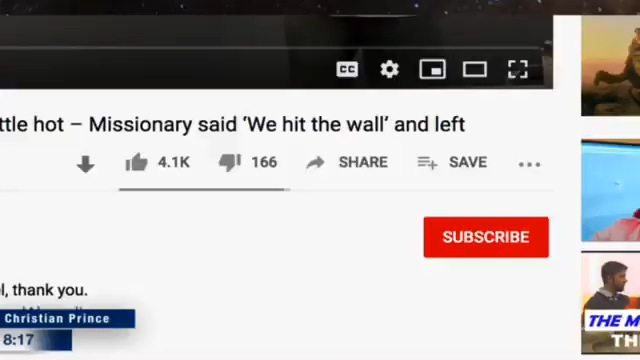 CC
ttle hot – Missionary said ‘We hit the wall’ and left
4.1K 166 SHARE SAVE
SUBSCRIBE
l, thank you.
Christian Prince
8:17
THE M
TH